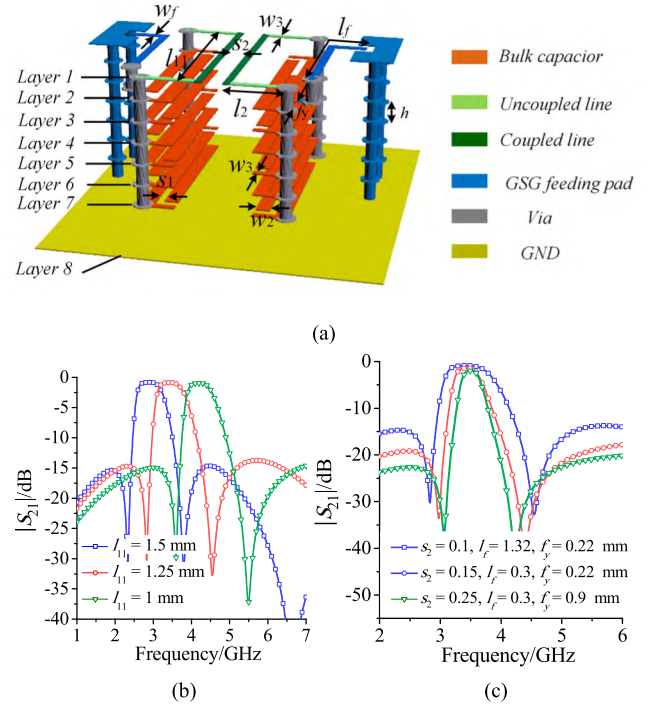 w_f
w_3
l_f
l_11
s_2
Layer 1
Layer 2
Layer 3
Layer 4
Layer 5
Layer 6
Layer 7
Layer 8
l_2
f_y
h
w_3
s_1
w_2
Bulk capacior
Uncoupled line
Coupled line
GSG feeding pad
Via
GND
(a)
0
-5
-10
-15
-20
-25
-30
-35
-40
|S_21|/dB
l_11 = 1.5 mm
l_11 = 1.25 mm
l_11 = 1 mm
1 2 3 4 5 6 7
Frequency/GHz
(b)
0
-10
-20
-30
-40
-50
|S_21|/dB
s_2 = 0.1, l_f = 1.32, f_y = 0.22 mm
s_2 = 0.15, l_f = 0.3, f_y = 0.22 mm
s_2 = 0.25, l_f = 0.3, f_y = 0.9 mm
2 3 4 5 6
Frequency/GHz
(c)